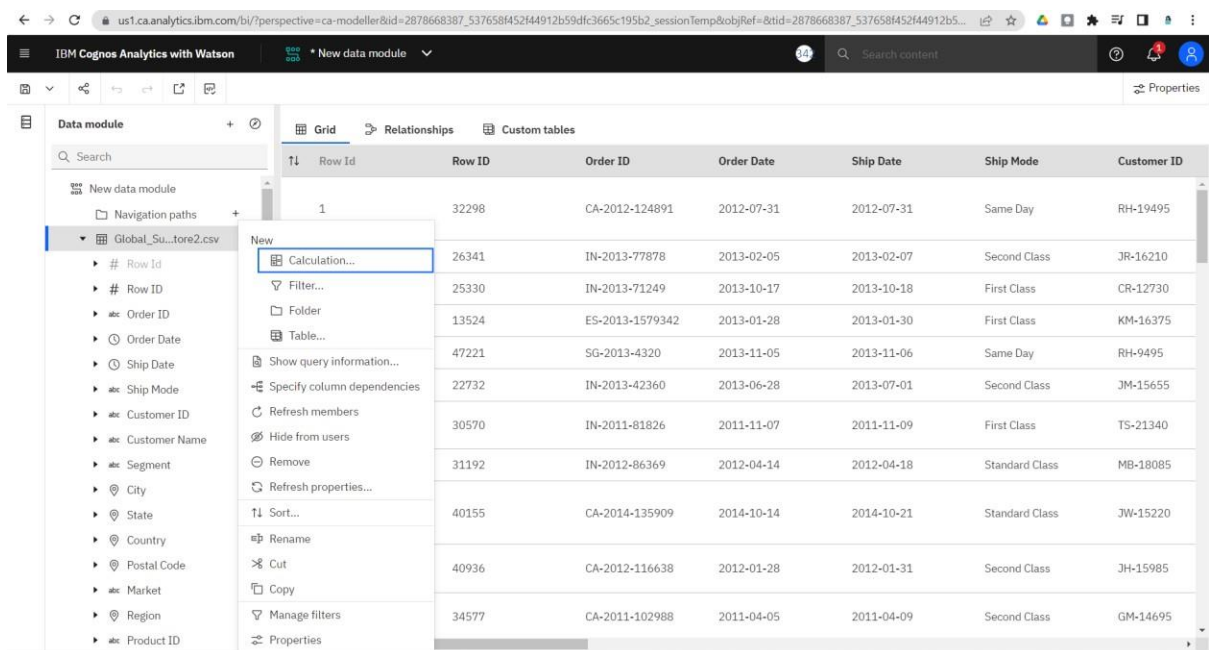 us1.ca.analytics.ibm.com/bi/?perspective=ca-modeller&id=2878668387_537658f452f44912b59dfc3665c195b2_sessionTemp&objRef=&tid=2878668387_537658f452f44912b5...
IBM Cognos Analytics with Watson
* New data module
342
Search content
1
Properties
Data module
Search
New data module
Navigation paths
Global_Su...tore2.csv
# Row Id
# Row ID
abc Order ID
Order Date
Ship Date
abc Ship Mode
abc Customer ID
abc Customer Name
abc Segment
City
State
Country
Postal Code
abc Market
Region
abc Product ID
New
Calculation...
Filter...
Folder
Table...
Show query information...
Specify column dependencies
Refresh members
Hide from users
Remove
Refresh properties...
Sort...
Rename
Cut
Copy
Manage filters
Properties
Grid Relationships Custom tables
Row Id Row ID Order ID Order Date Ship Date Ship Mode Customer ID
1 32298 CA-2012-124891 2012-07-31 2012-07-31 Same Day RH-19495
26341 IN-2013-77878 2013-02-05 2013-02-07 Second Class JR-16210
25330 IN-2013-71249 2013-10-17 2013-10-18 First Class CR-12730
13524 ES-2013-1579342 2013-01-28 2013-01-30 First Class KM-16375
47221 SG-2013-4320 2013-11-05 2013-11-06 Same Day RH-9495
22732 IN-2013-42360 2013-06-28 2013-07-01 Second Class JM-15655
30570 IN-2011-81826 2011-11-07 2011-11-09 First Class TS-21340
31192 IN-2012-86369 2012-04-14 2012-04-18 Standard Class MB-18085
40155 CA-2014-135909 2014-10-14 2014-10-21 Standard Class JW-15220
40936 CA-2012-116638 2012-01-28 2012-01-31 Second Class JH-15985
34577 CA-2011-102988 2011-04-05 2011-04-09 Second Class GM-14695